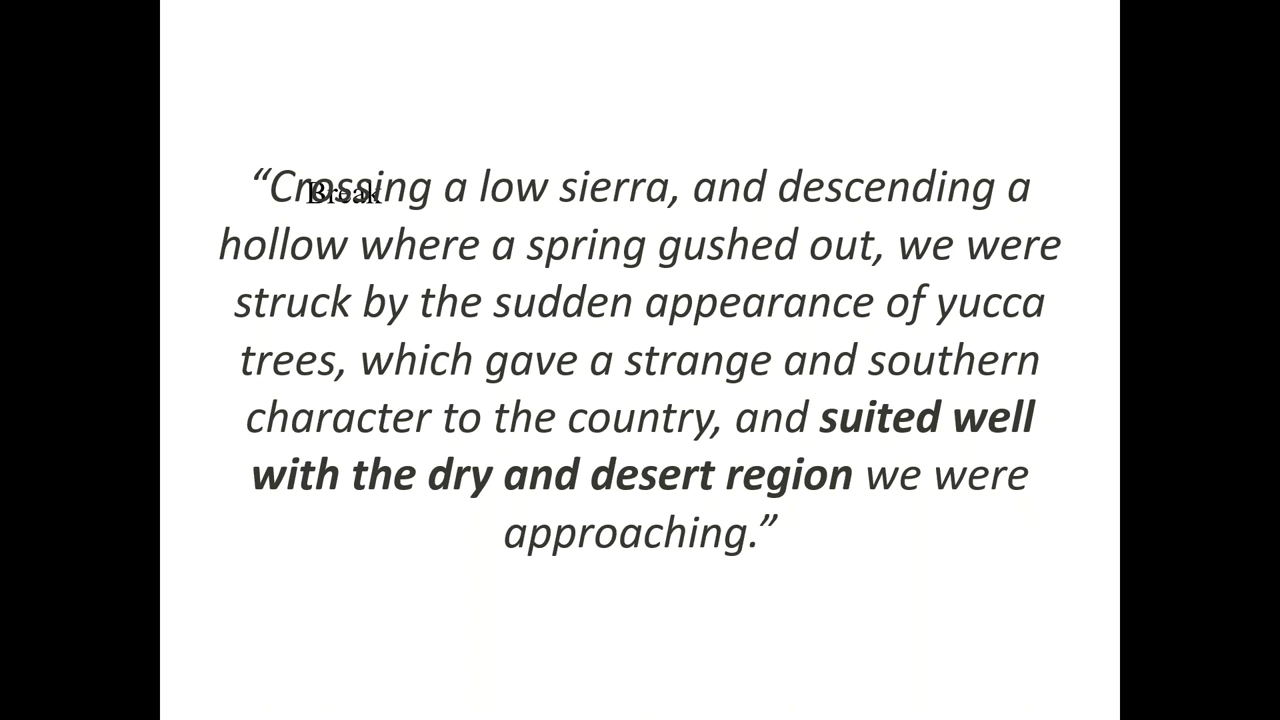 “Crossing a low sierra, and descending a
Break
hollow where a spring gushed out, we were
struck by the sudden appearance of yucca
trees, which gave a strange and southern
character to the country, and suited well
with the dry and desert region we were
approaching.”